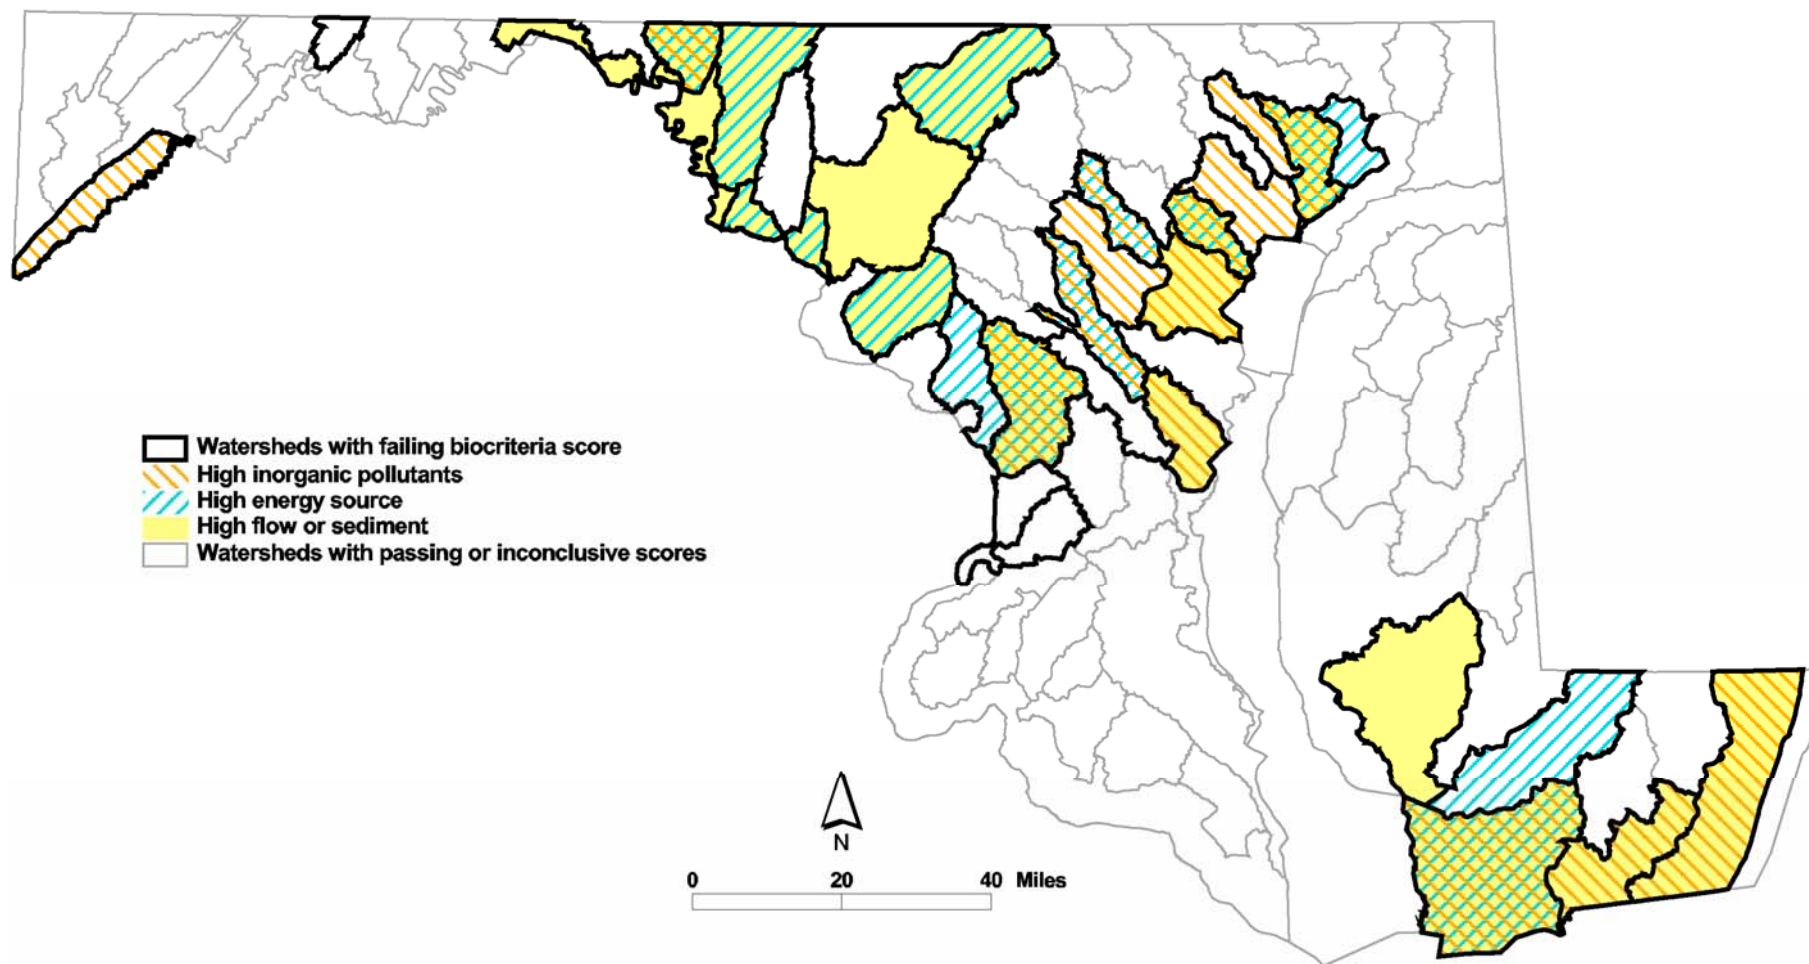 Watersheds with failing biocriteria score
High inorganic pollutants
High energy source
High flow or sediment
Watersheds with passing or inconclusive scores
N
0 20 40 Miles